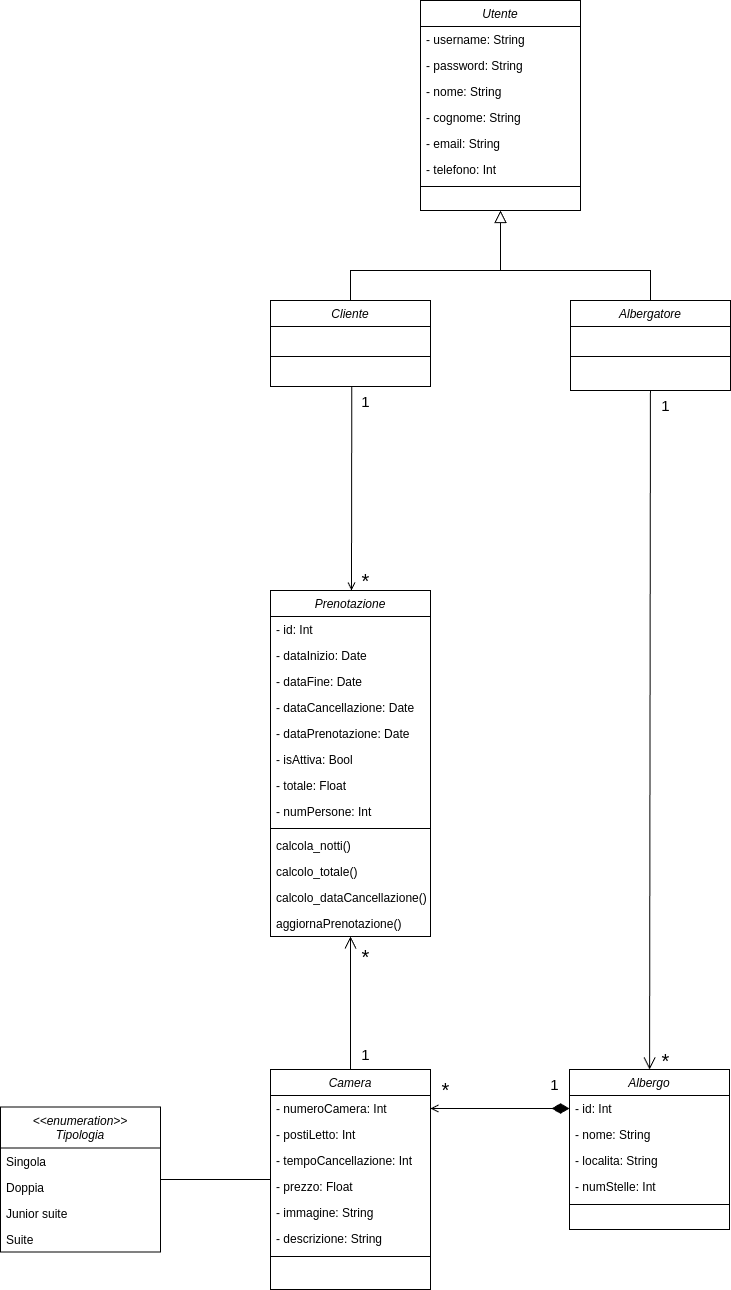 Utente
- username: String
- password: String
- nome: String
- cognome: String
- email: String
- telefono: Int
Cliente
Albergatore
1
1
*
Prenotazione
- id: Int
- dataInizio: Date
- dataFine: Date
- dataCancellazione: Date
- dataPrenotazione: Date
- isAttiva: Bool
- totale: Float
- numPersone: Int
calcola_notti()
calcolo_totale()
calcolo_dataCancellazione()
aggiornaPrenotazione()
*
1
*
Camera
- numeroCamera: Int
- postiLetto: Int
- tempoCancellazione: Int
- prezzo: Float
- immagine: String
- descrizione: String
*
1
Albergo
- id: Int
- nome: String
- localita: String
- numStelle: Int
<<enumeration>>
Tipologia
Singola
Doppia
Junior suite
Suite